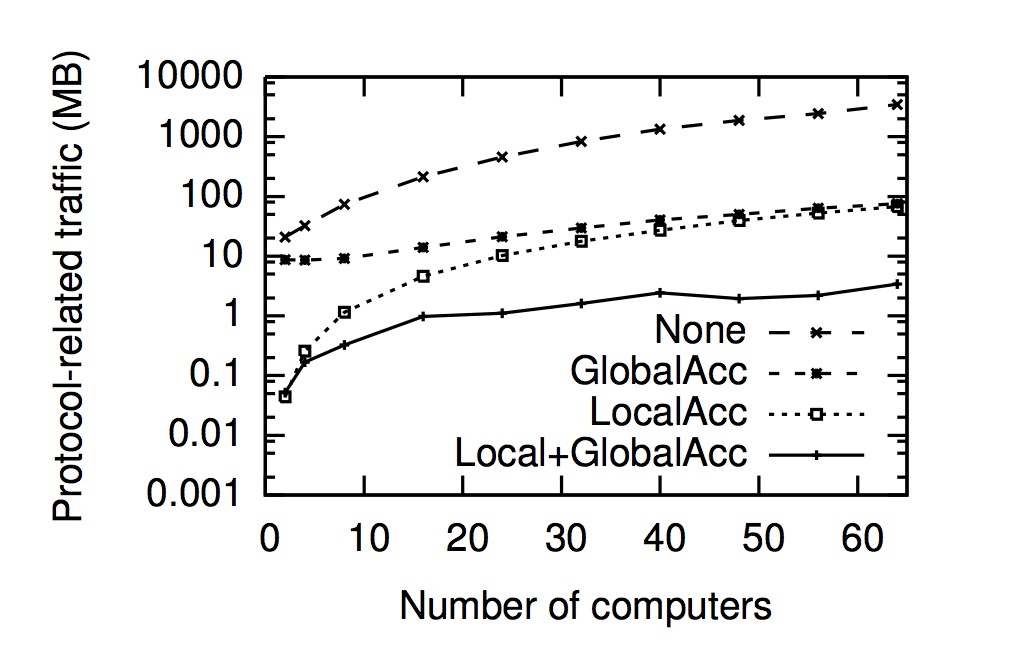 Protocol-related traffic (MB)
10000
1000
100
10
1
0.1
0.01
0.001
None
GlobalAcc
LocalAcc
Local+GlobalAcc
0 10 20 30 40 50 60
Number of computers